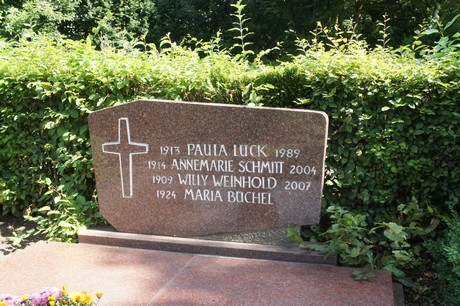 1913 PAULA LUCK 1989
1914 ANNEMARIE SCHMITT 2004
1909 WILLY WEINHOLD 2007
1924 MARIA BÜCHEL